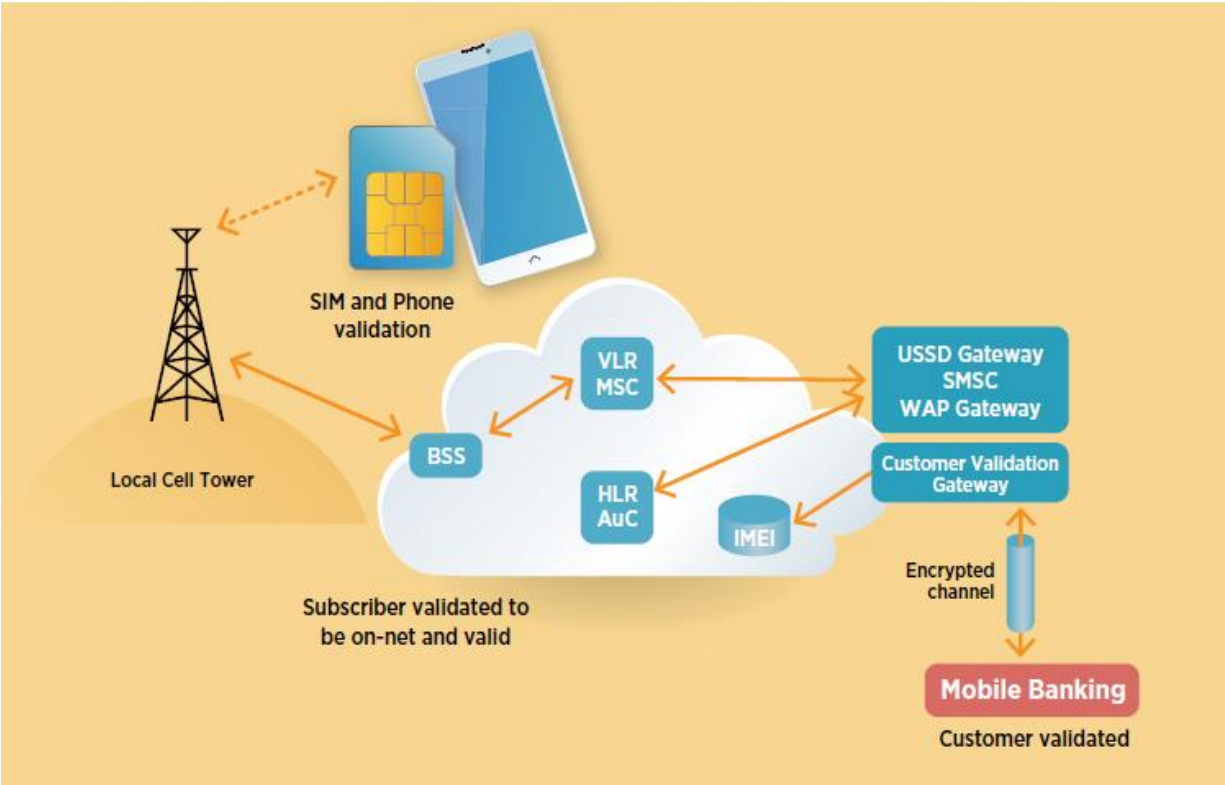 SIM and Phone
validation
VLR
MSC
USSD Gateway
SMSC
WAP Gateway
BSS
Customer Validation
Gateway
Local Cell Tower
HLR
AuC
IMEI
Encrypted
channel
Subscriber validated to
be on-net and valid
Mobile Banking
Customer validated